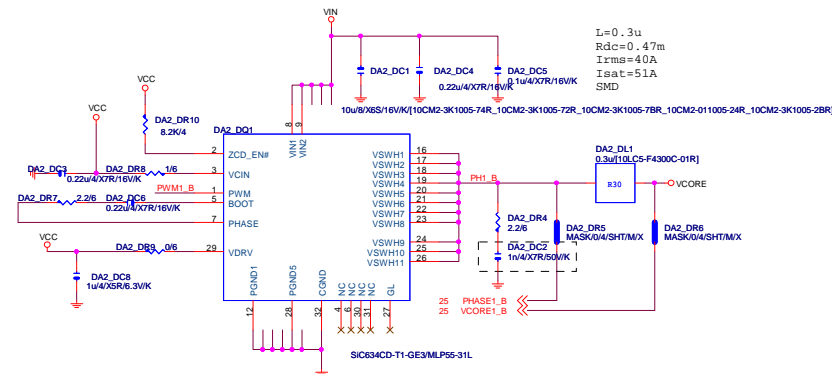 VIN
L=0.3u
Rdc=0.47m
Irms=40A
Isat=51A
SMD
DA2_DC1
DA2_DC4
0.22u/4/X7R/16V/K
DA2_DC5
0.1u/4/X7R/16V/K
10u/8/X6S/16V/K/[10CM2-3K1005-74R_10CM2-3K1005-72R_10CM2-3K1005-7BR_10CM2-011005-24R_10CM2-3K1005-2BR]
VCC
VCC
DA2_DR10
8.2K/4
DA2_DQ1
8
9
VIN1
VIN2
2
ZCD_EN#
3
VCIN
1
PWM
5
BOOT
7
PHASE
29
VDRV
DA2_DC3
0.22u/4/X7R/16V/K
DA2_DR8
1/6
PWM1_B
DA2_DR7
2.2/6
DA2_DC6
0.22u/4/X7R/16V/K
VCC
DA2_DR9
0/6
DA2_DC8
1u/4/X5R/6.3V/K
VSWH1
16
VSWH2
17
VSWH3
18
VSWH4
19
VSWH5
20
VSWH6
21
VSWH7
22
VSWH8
23
VSWH9
24
VSWH10
25
VSWH11
26
PGND1
PGND5
CGND
NC
NC
NC
NC
GL
12
28
32
4
6
30
31
27
SiC634CD-T1-GE3/MLP55-31L
PH1_B
DA2_DL1
0.3u/[10LC5-F4300C-01R]
R30
VCORE
DA2_DR4
2.2/6
DA2_DC2
1n/4/X7R/50V/K
DA2_DR5
MASK/0/4/SHT/M/X
DA2_DR6
MASK/0/4/SHT/M/X
25 PHASE1_B
25 VCORE1_B